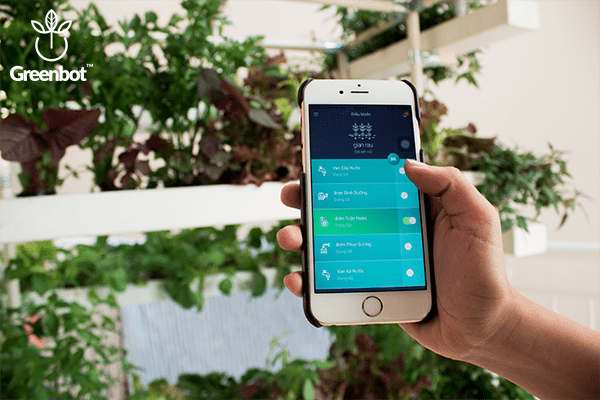 Greenbot™
Điều khiển
giàn rau
Van Cấp Nước
Bơm Dinh Dưỡng
Bơm Tuần Hoàn
Bơm Phun Sương
Van Xả Nước